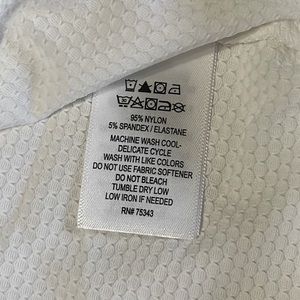 95% NYLON
5% SPANDEX / ELASTANE
MACHINE WASH COOL-
DELICATE CYCLE
WASH WITH LIKE COLORS
DO NOT USE FABRIC SOFTENER
DO NOT BLEACH
TUMBLE DRY LOW
LOW IRON IF NEEDED
RN# 75343